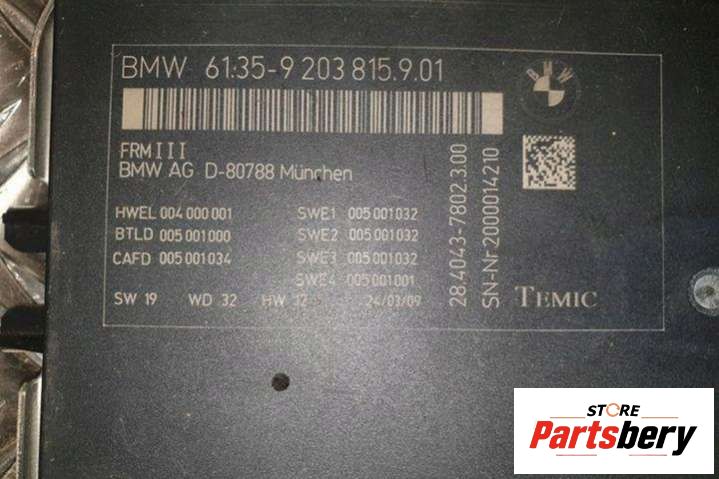 BMW 61.35-9 203 815.9.01
BMW
FRMIII
BMW AG D-80788 München
HWEL 004 000 001 SWE1 005 001 032
BTLD 005 001 000 SWE2 005 001 032
CAFD 005 001 034 SWE3 005 001 032
SWE4 005 001 001
SW 19 WD 32 HW 12 24/03/09
28.4043-7802.3.00
SN-Nr.2000014210
TEMIC
STORE
Partsbery